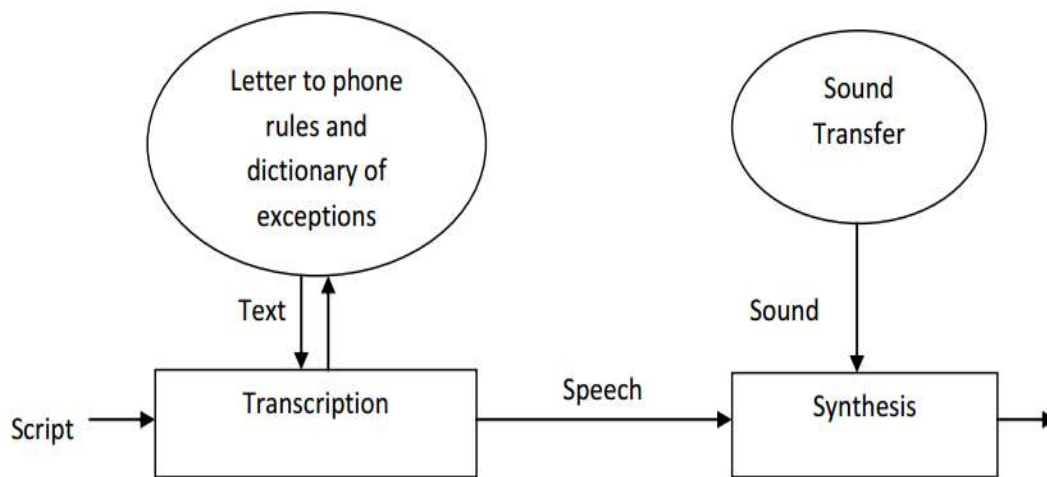 Letter to phone
rules and
dictionary of
exceptions
Sound
Transfer
Text
Sound
Transcription
Speech
Synthesis
Script